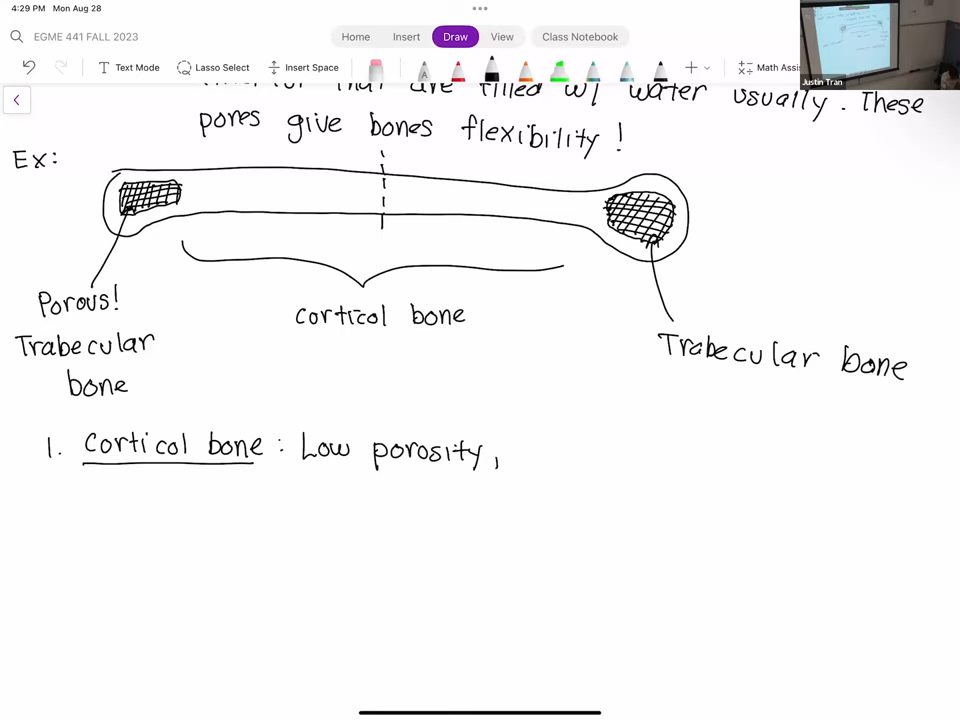 4:29 PM Mon Aug 28
EGME 441 FALL 2023
Home Insert Draw View Class Notebook
Text Mode Lasso Select Insert Space Math Assis
Justin Tran
that are filled w/ water usually. These
pores give bones flexibility!
Ex:
Porous!
Trabecular
bone
cortical bone
Trabecular bone
1. cortical bone: Low porosity,